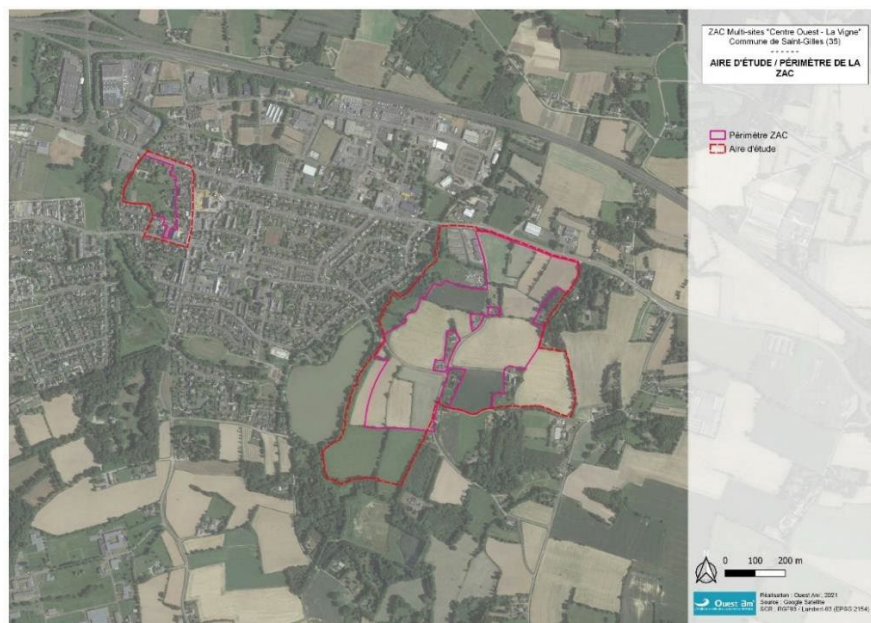 ZAC Multi-sites "Centre Ouest - La Vigne"
Commune de Saint-Gilles (35)
------
AIRE D'ÉTUDE / PÉRIMÈTRE DE LA
ZAC
Périmètre ZAC
Aire d'étude
0 100 200 m
Ouest Am'
Réalisation : Ouest Am', 2021
Source : Google Satellite
SCR : RGF93 / Lambert-93 (EPSG:2154)